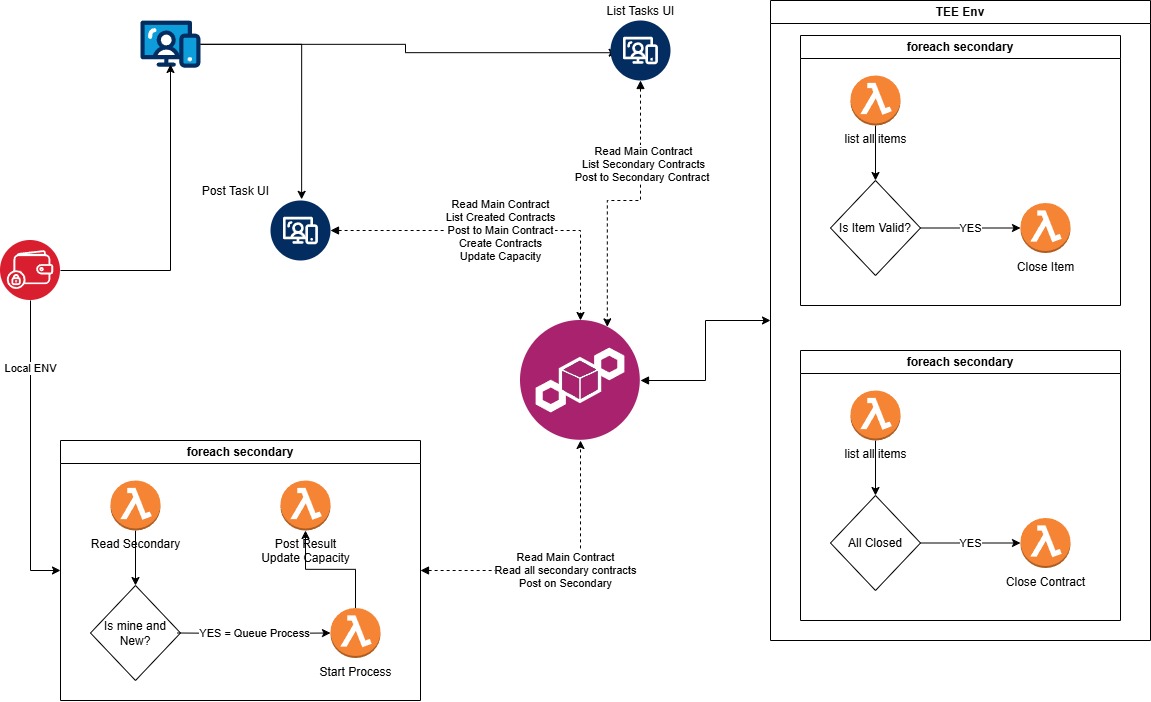 List Tasks UI
TEE Env
foreach secondary
list all items
Is Item Valid?
YES
Close Item
Read Main Contract
List Secondary Contracts
Post to Secondary Contract
Post Task UI
Read Main Contract
List Created Contracts
Post to Main Contract
Create Contracts
Update Capacity
Local ENV
foreach secondary
list all items
All Closed
YES
Close Contract
foreach secondary
Read Secondary
Post Result
Update Capacity
Is mine and
New?
YES = Queue Process
Start Process
Read Main Contract
Read all secondary contracts
Post on Secondary